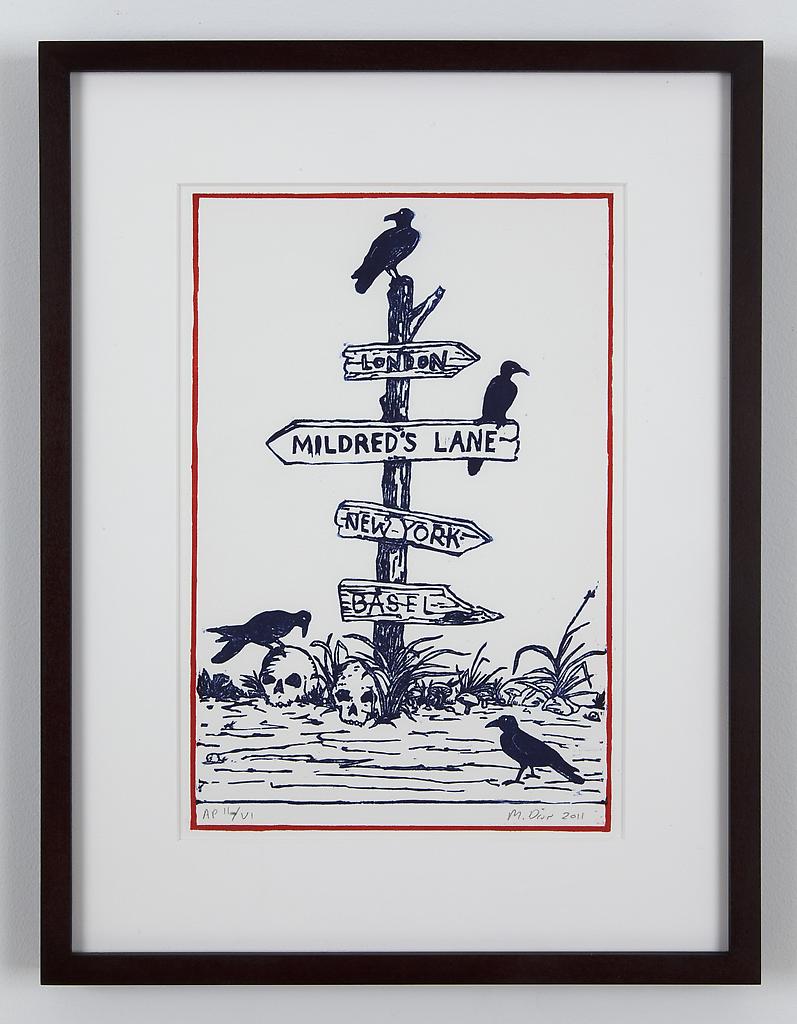 LONDON
MILDRED'S LANE
NEW YORK
BASEL
AP II/VI
M. Dion 2011